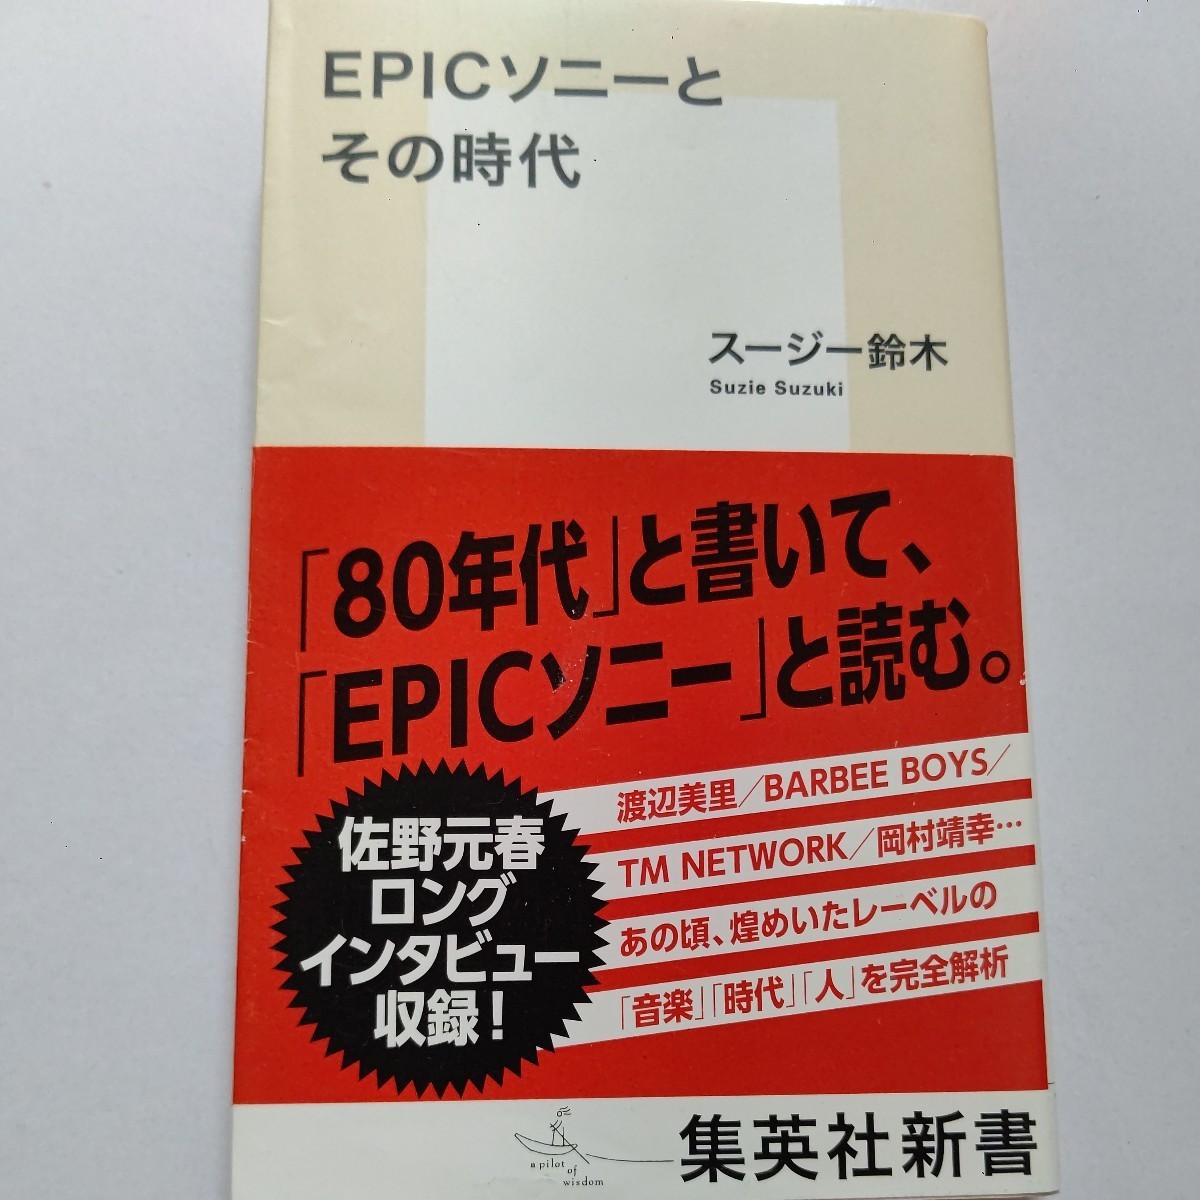 EPICソニーと
その時代
スージー鈴木
Suzie Suzuki
「80年代」と書いて、
「EPICソニー」と読む。
渡辺美里/BARBEE BOYS/
TM NETWORK/岡村靖幸…
あの頃、煌めいたレーベルの
「音楽」「時代」「人」を完全解析
佐野元春
ロング
インタビュー
収録!
a pilot
of
wisdom
集英社新書